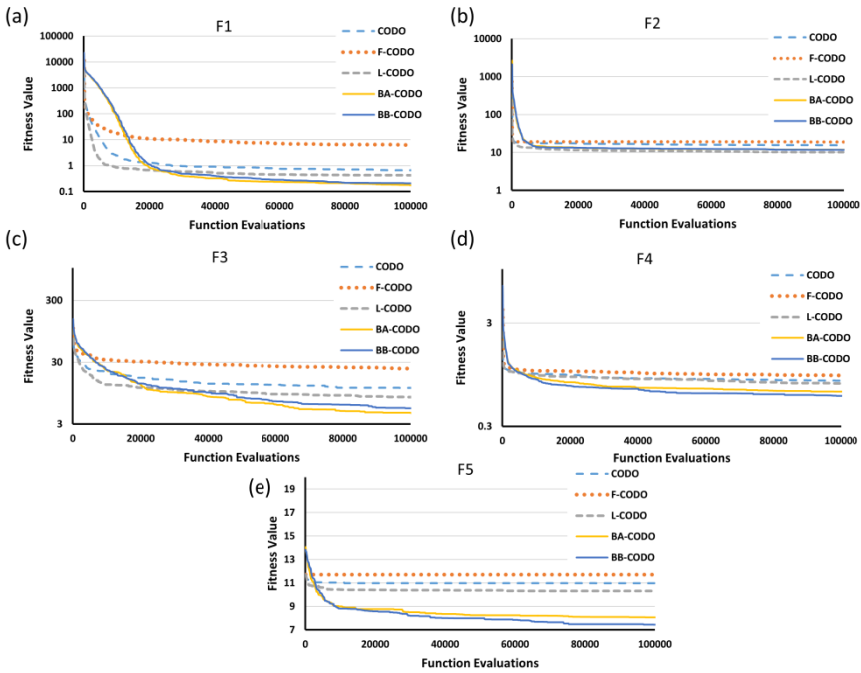 (a)
F1
Fitness Value
100000
10000
1000
100
10
1
0.1
0
20000
40000
60000
80000
100000
Function Evaluations
CODO
F-CODO
L-CODO
BA-CODO
BB-CODO
(b)
F2
Fitness Value
10000
1000
100
10
1
0
20000
40000
60000
80000
100000
Function Evaluations
CODO
F-CODO
L-CODO
BA-CODO
BB-CODO
(c)
F3
Fitness Value
300
30
3
0
20000
40000
60000
80000
100000
Function Evaluations
CODO
F-CODO
L-CODO
BA-CODO
BB-CODO
(d)
F4
Fitness Value
3
0.3
0
20000
40000
60000
80000
100000
Function Evaluations
CODO
F-CODO
L-CODO
BA-CODO
BB-CODO
(e)
F5
Fitness Value
19
17
15
13
11
9
7
0
20000
40000
60000
80000
100000
Function Evaluations
CODO
F-CODO
L-CODO
BA-CODO
BB-CODO